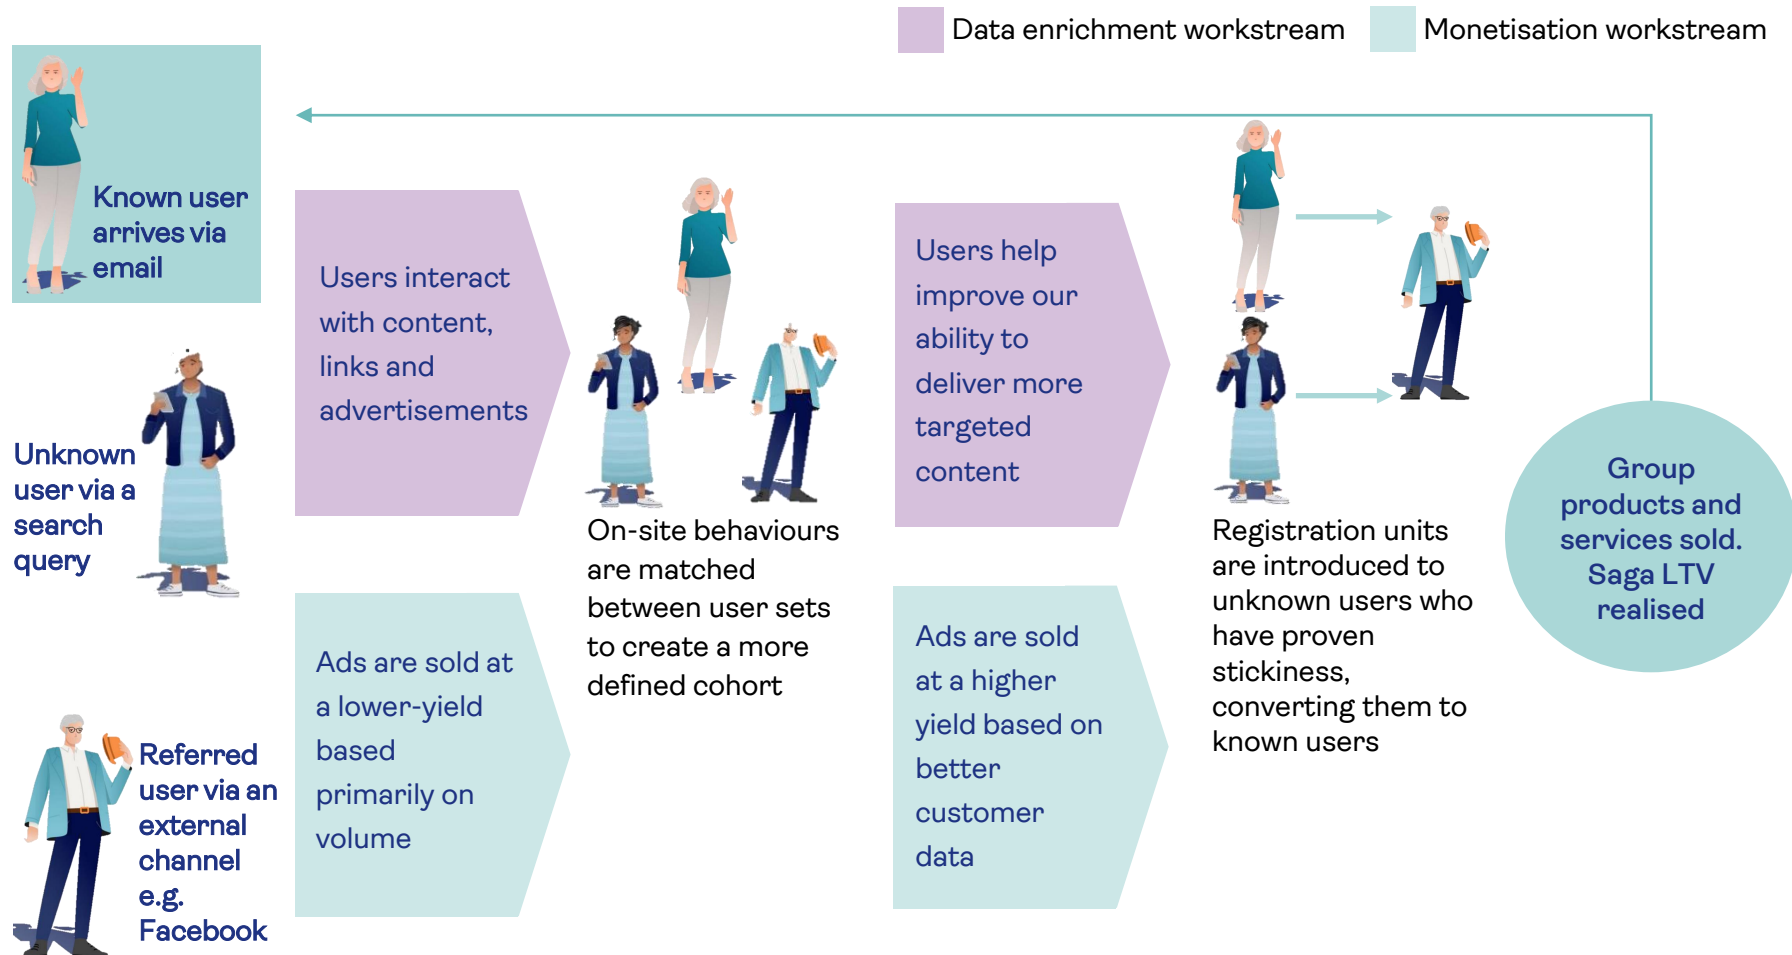 Data enrichment workstream
Monetisation workstream
Known user
arrives via
email
Unknown
user via a
search
query
Referred
user via an
external
channel
e.g.
Facebook
Users interact
with content,
links and
advertisements
Ads are sold at
a lower-yield
based
primarily on
volume
On-site behaviours
are matched
between user sets
to create a more
defined cohort
Users help
improve our
ability to
deliver more
targeted
content
Ads are sold
at a higher
yield based on
better
customer
data
Registration units
are introduced to
unknown users who
have proven
stickiness,
converting them to
known users
Group
products and
services sold.
Saga LTV
realised